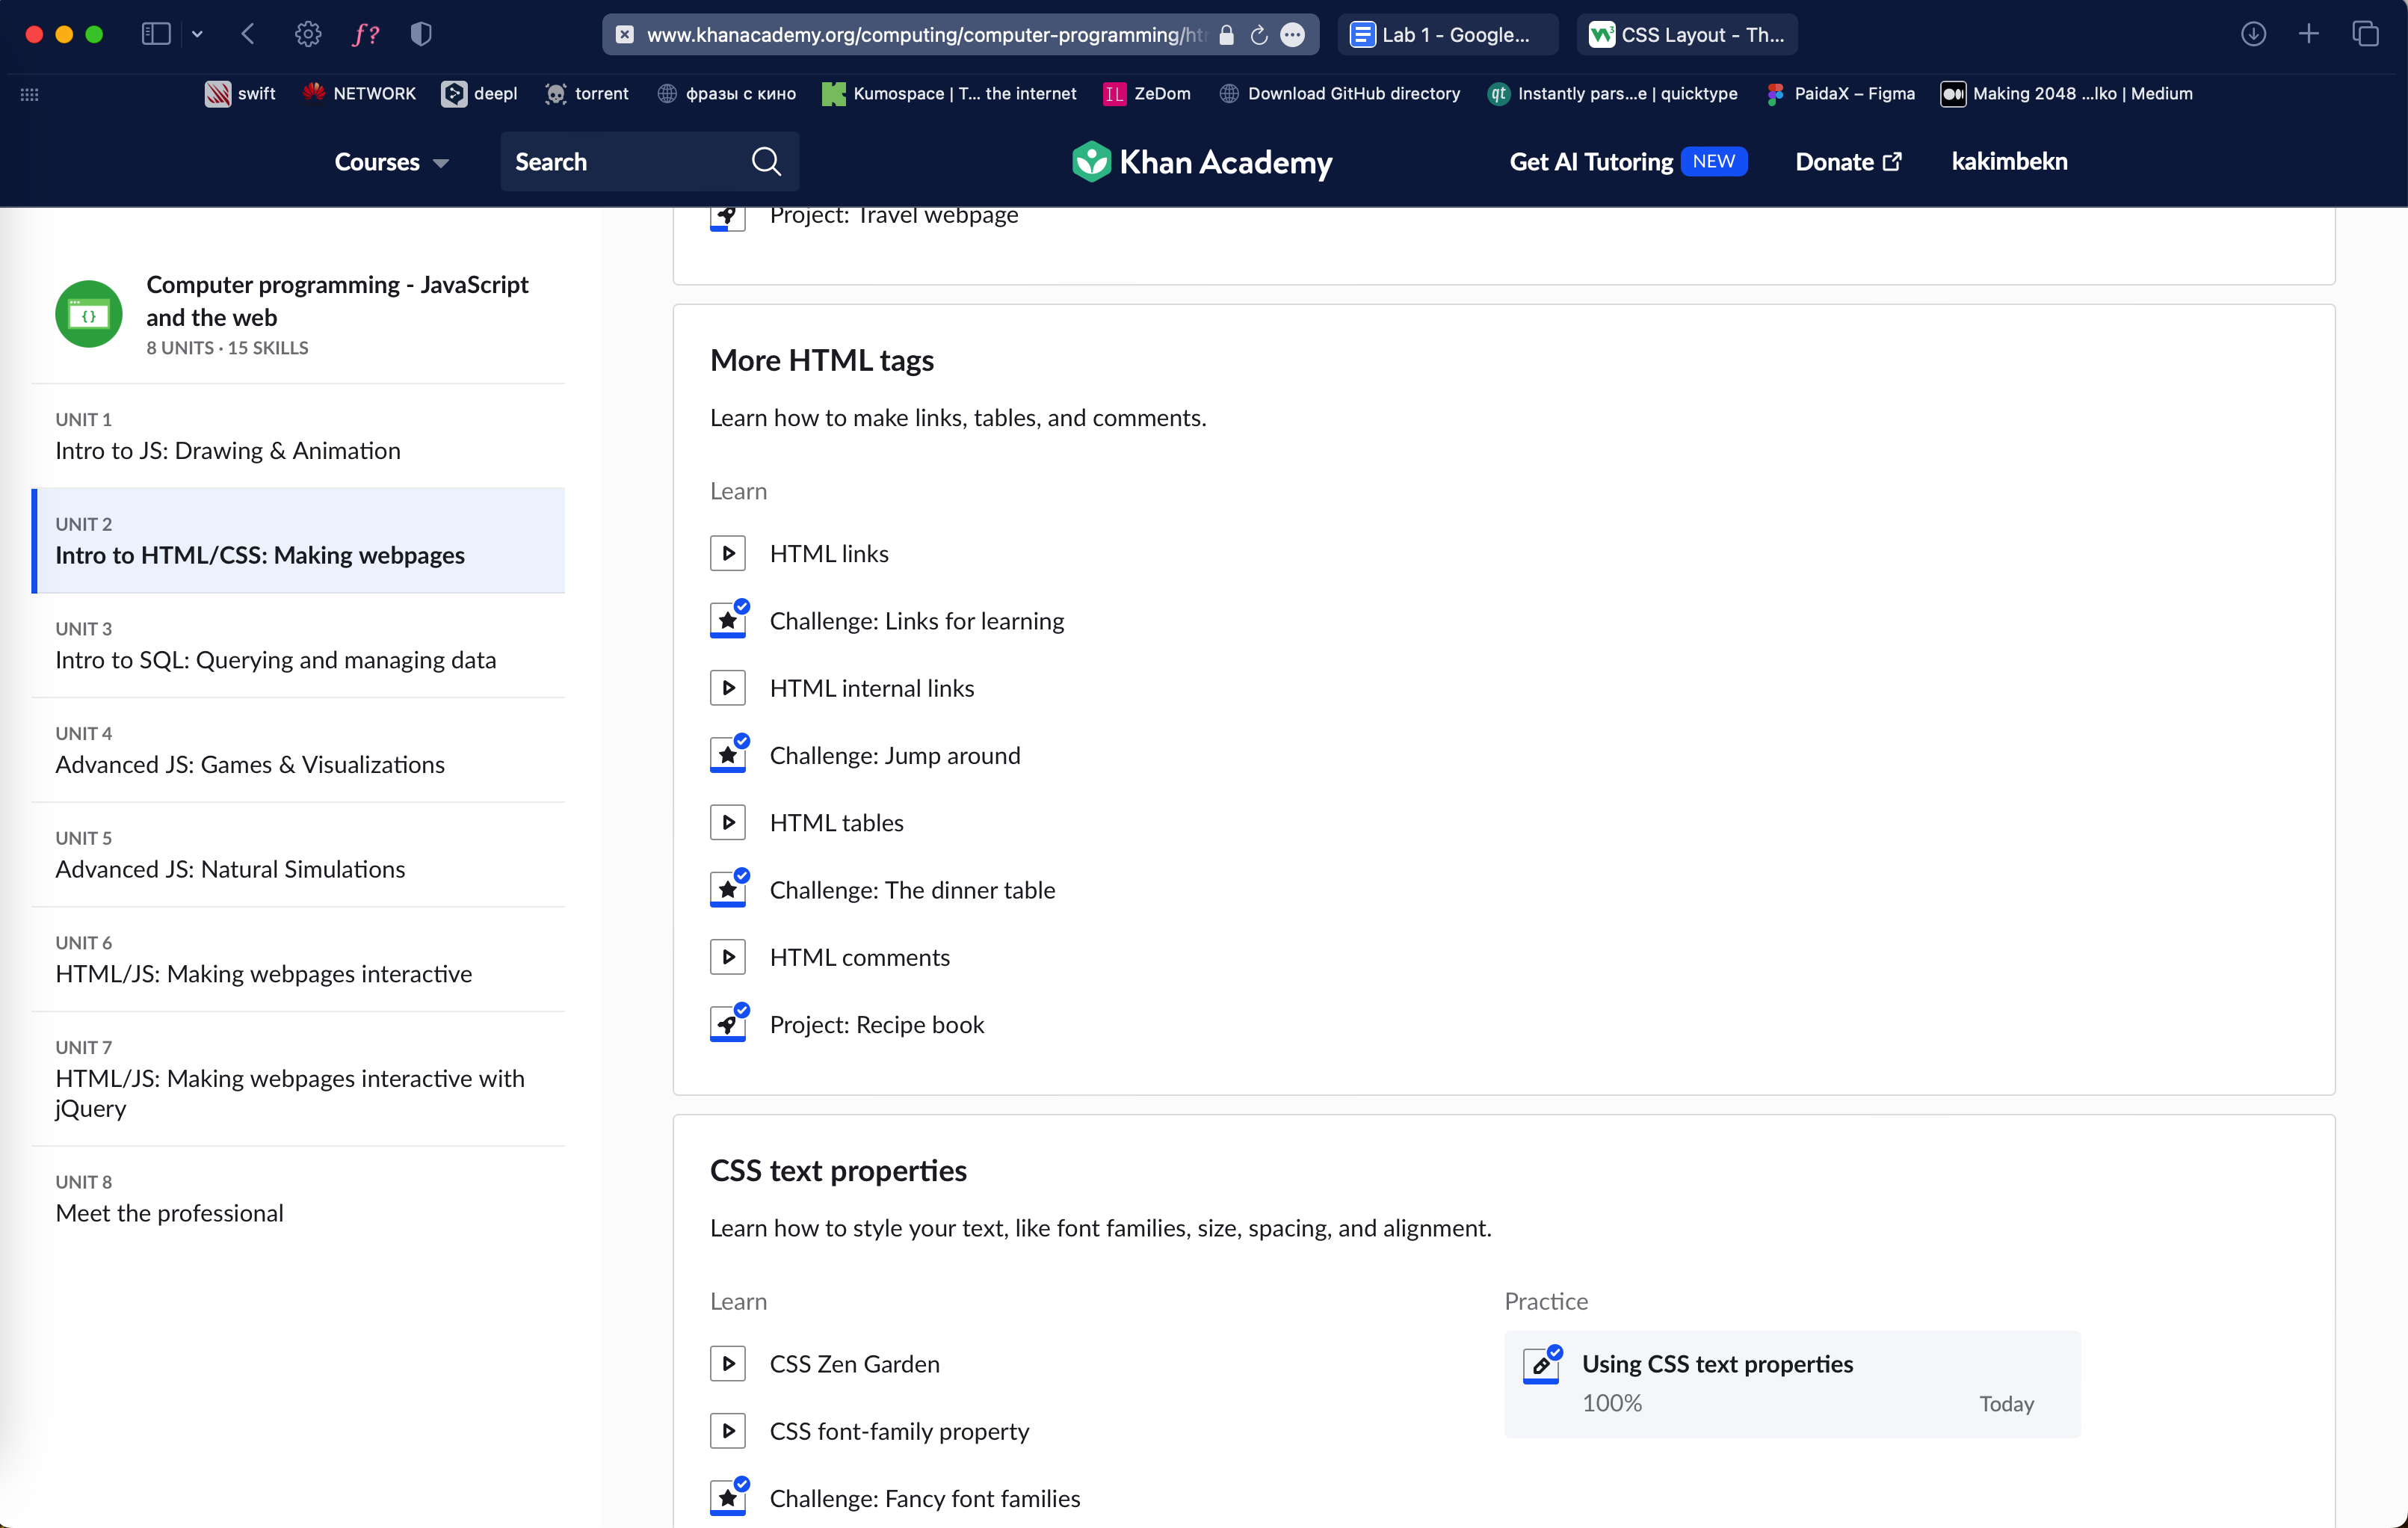 www.khanacademy.org/computing/computer-programming/ht
Lab 1 - Google...
CSS Layout - Th...
swift
NETWORK
deepl
torrent
фразы с кино
Kumospace | T... the internet
ZeDom
Download GitHub directory
Instantly pars...e | quicktype
PaidaX – Figma
Making 2048 ...lko | Medium
Courses
Search
Khan Academy
Get AI Tutoring NEW
Donate
kakimbekn
Computer programming - JavaScript
and the web
8 UNITS · 15 SKILLS
UNIT 1
Intro to JS: Drawing & Animation
UNIT 2
Intro to HTML/CSS: Making webpages
UNIT 3
Intro to SQL: Querying and managing data
UNIT 4
Advanced JS: Games & Visualizations
UNIT 5
Advanced JS: Natural Simulations
UNIT 6
HTML/JS: Making webpages interactive
UNIT 7
HTML/JS: Making webpages interactive with
jQuery
UNIT 8
Meet the professional
Project: Travel webpage
More HTML tags
Learn how to make links, tables, and comments.
Learn
HTML links
Challenge: Links for learning
HTML internal links
Challenge: Jump around
HTML tables
Challenge: The dinner table
HTML comments
Project: Recipe book
CSS text properties
Learn how to style your text, like font families, size, spacing, and alignment.
Learn
CSS Zen Garden
CSS font-family property
Challenge: Fancy font families
Practice
Using CSS text properties
100%
Today